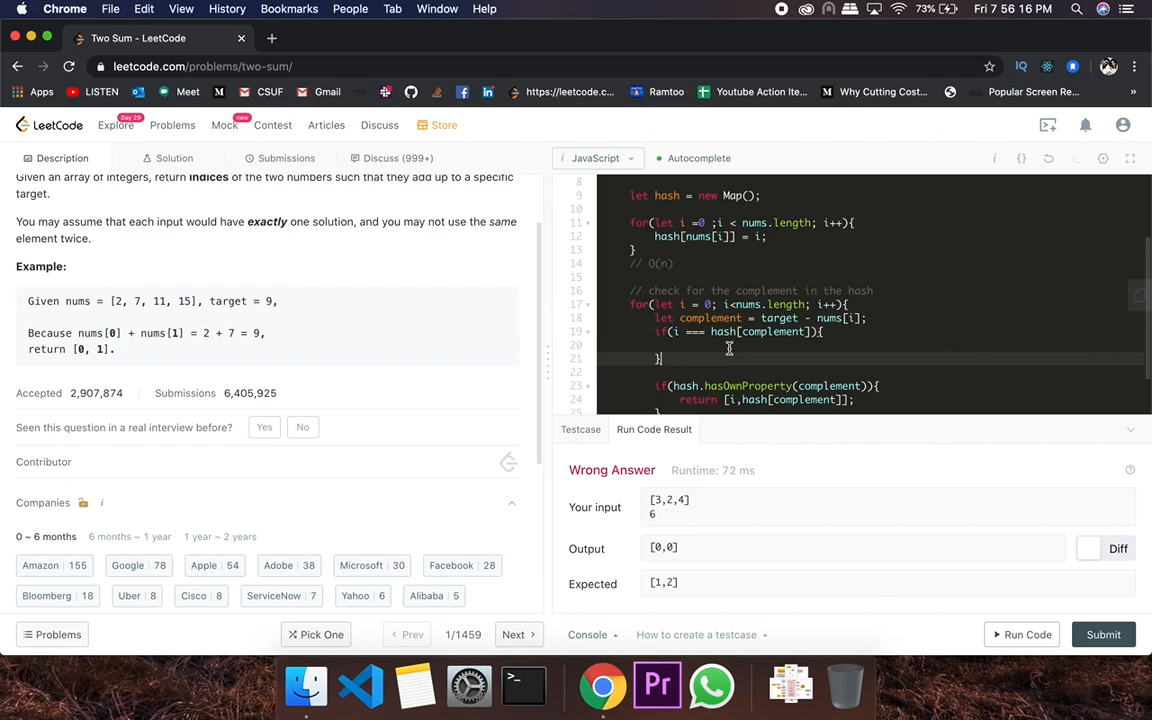 Chrome File Edit View History Bookmarks People Tab Window Help 73% Fri 7 56 16 PM
Two Sum - LeetCode
leetcode.com/problems/two-sum/
Apps LISTEN Meet CSUF Gmail https://leetcode.c... Ramtoo Youtube Action Ite... Why Cutting Cost... Popular Screen Re... »
LeetCode Explore Day 29 Problems Mock new Contest Articles Discuss Store
Description Solution Submissions Discuss (999+) i JavaScript Autocomplete
Given an array of integers, return indices of the two numbers such that they add up to a specific
target.
You may assume that each input would have exactly one solution, and you may not use the same
element twice.
Example:
Given nums = [2, 7, 11, 15], target = 9,
Because nums[0] + nums[1] = 2 + 7 = 9,
return [0, 1].
Accepted 2,907,874 Submissions 6,405,925
Seen this question in a real interview before? Yes No
Contributor
Companies i
0 ~ 6 months 6 months ~ 1 year 1 year ~ 2 years
Amazon 155 Google 78 Apple 54 Adobe 38 Microsoft 30 Facebook 28
Bloomberg 18 Uber 8 Cisco 8 ServiceNow 7 Yahoo 6 Alibaba 5
Problems Pick One < Prev 1/1459 Next >
8
9 let hash = new Map();
10
11 for(let i =0 ;i < nums.length; i++){
12 hash[nums[i]] = i;
13 }
14 // O(n)
15
16 // check for the complement in the hash
17 for(let i = 0; i<nums.length; i++){
18 let complement = target - nums[i];
19 if(i === hash[complement]){
20
21 }
22
23 if(hash.hasOwnProperty(complement)){
24 return [i,hash[complement]];
25 }
Testcase Run Code Result
Wrong Answer Runtime: 72 ms
Your input [3,2,4]
6
Output [0,0] Diff
Expected [1,2]
Console How to create a testcase Run Code Submit